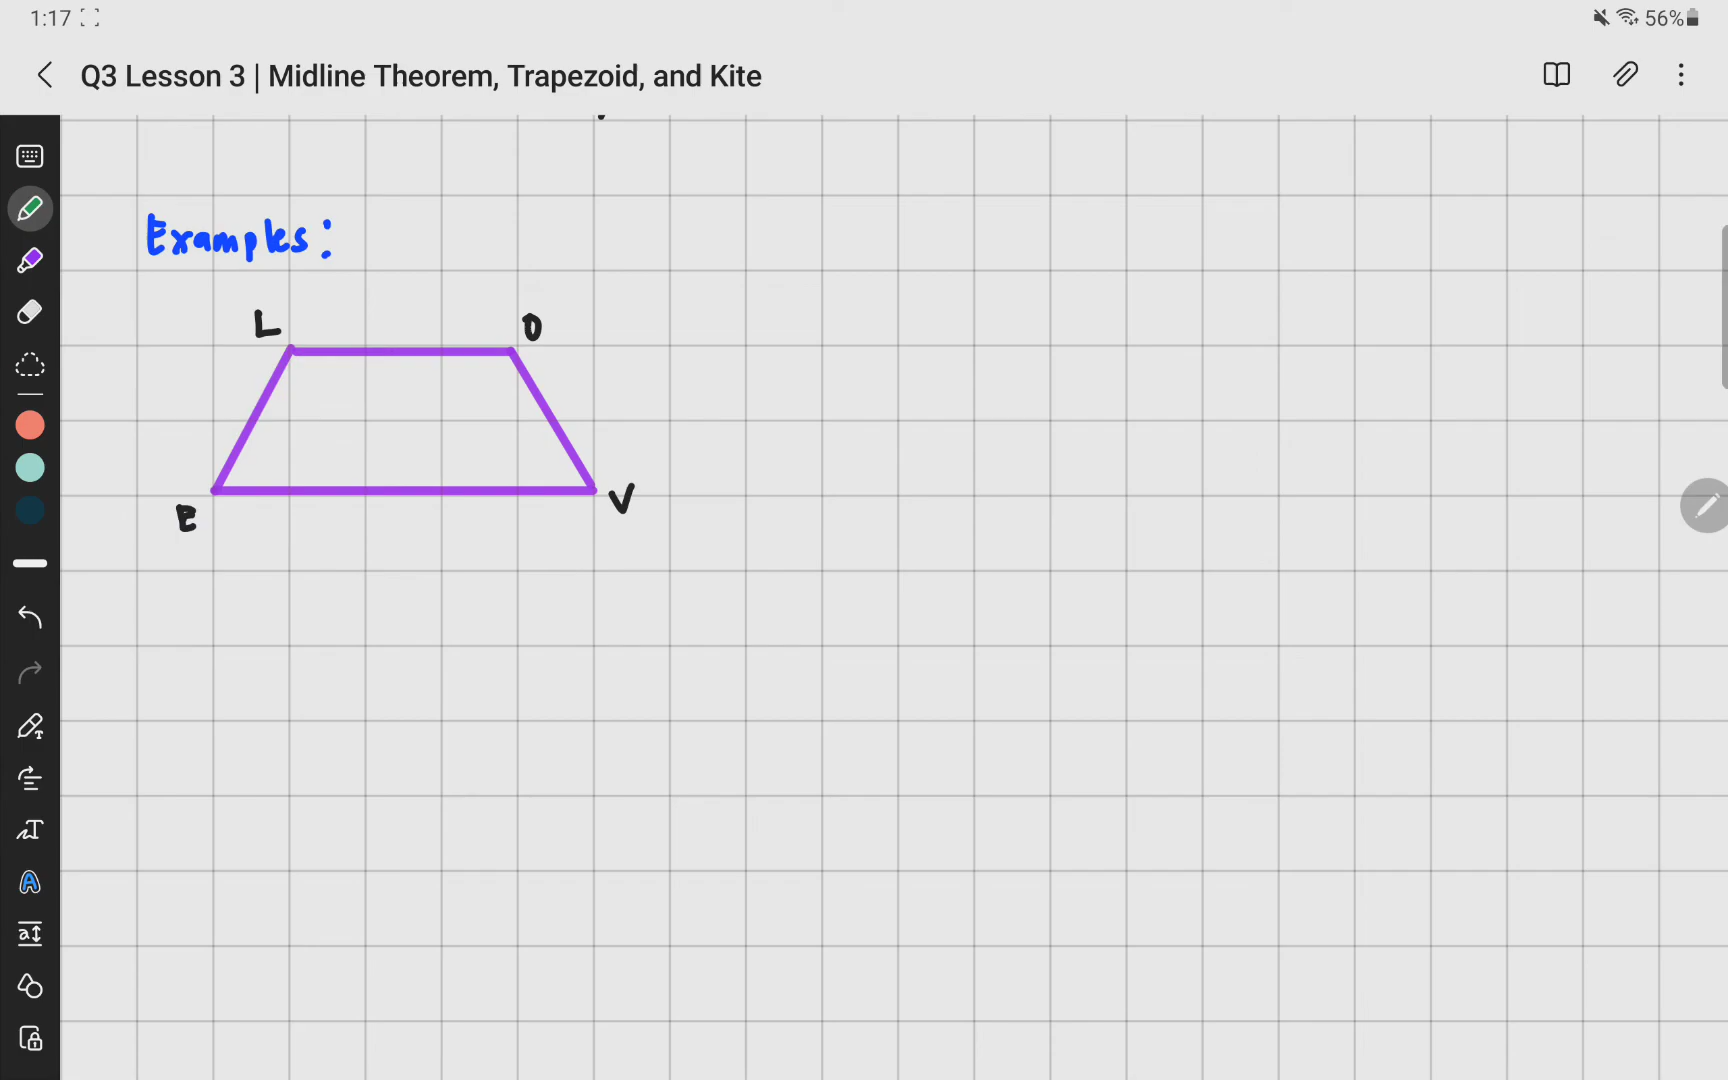 1:17 56%
Q3 Lesson 3 | Midline Theorem, Trapezoid, and Kite
Examples:
L O
E V